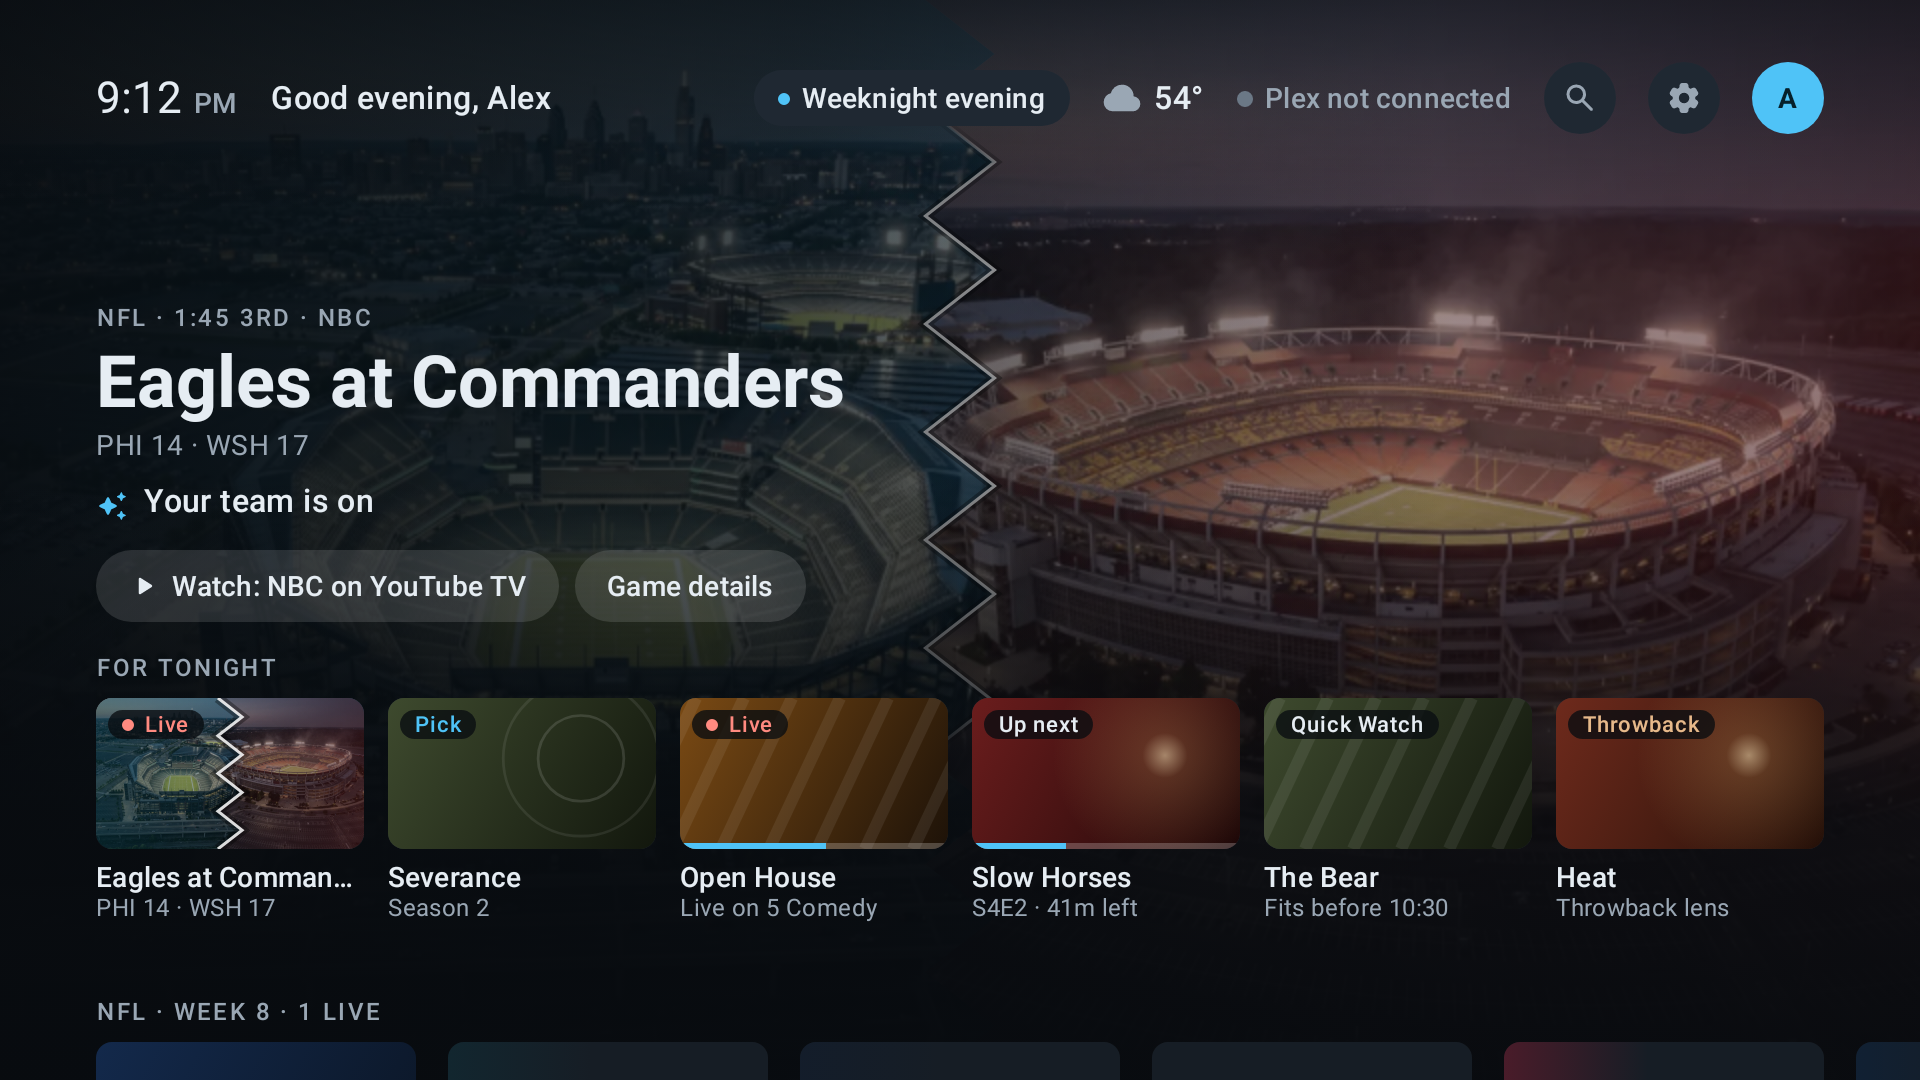 9:12 PM
Good evening, Alex
Weeknight evening
54°
Plex not connected
A
NFL · 1:45 3RD · NBC
Eagles at Commanders
PHI 14 · WSH 17
Your team is on
Watch: NBC on YouTube TV
Game details
FOR TONIGHT
Live
Pick
Live
Up next
Quick Watch
Throwback
Eagles at Comman...
Severance
Open House
Slow Horses
The Bear
Heat
PHI 14 · WSH 17
Season 2
Live on 5 Comedy
S4E2 · 41m left
Fits before 10:30
Throwback lens
NFL · WEEK 8 · 1 LIVE